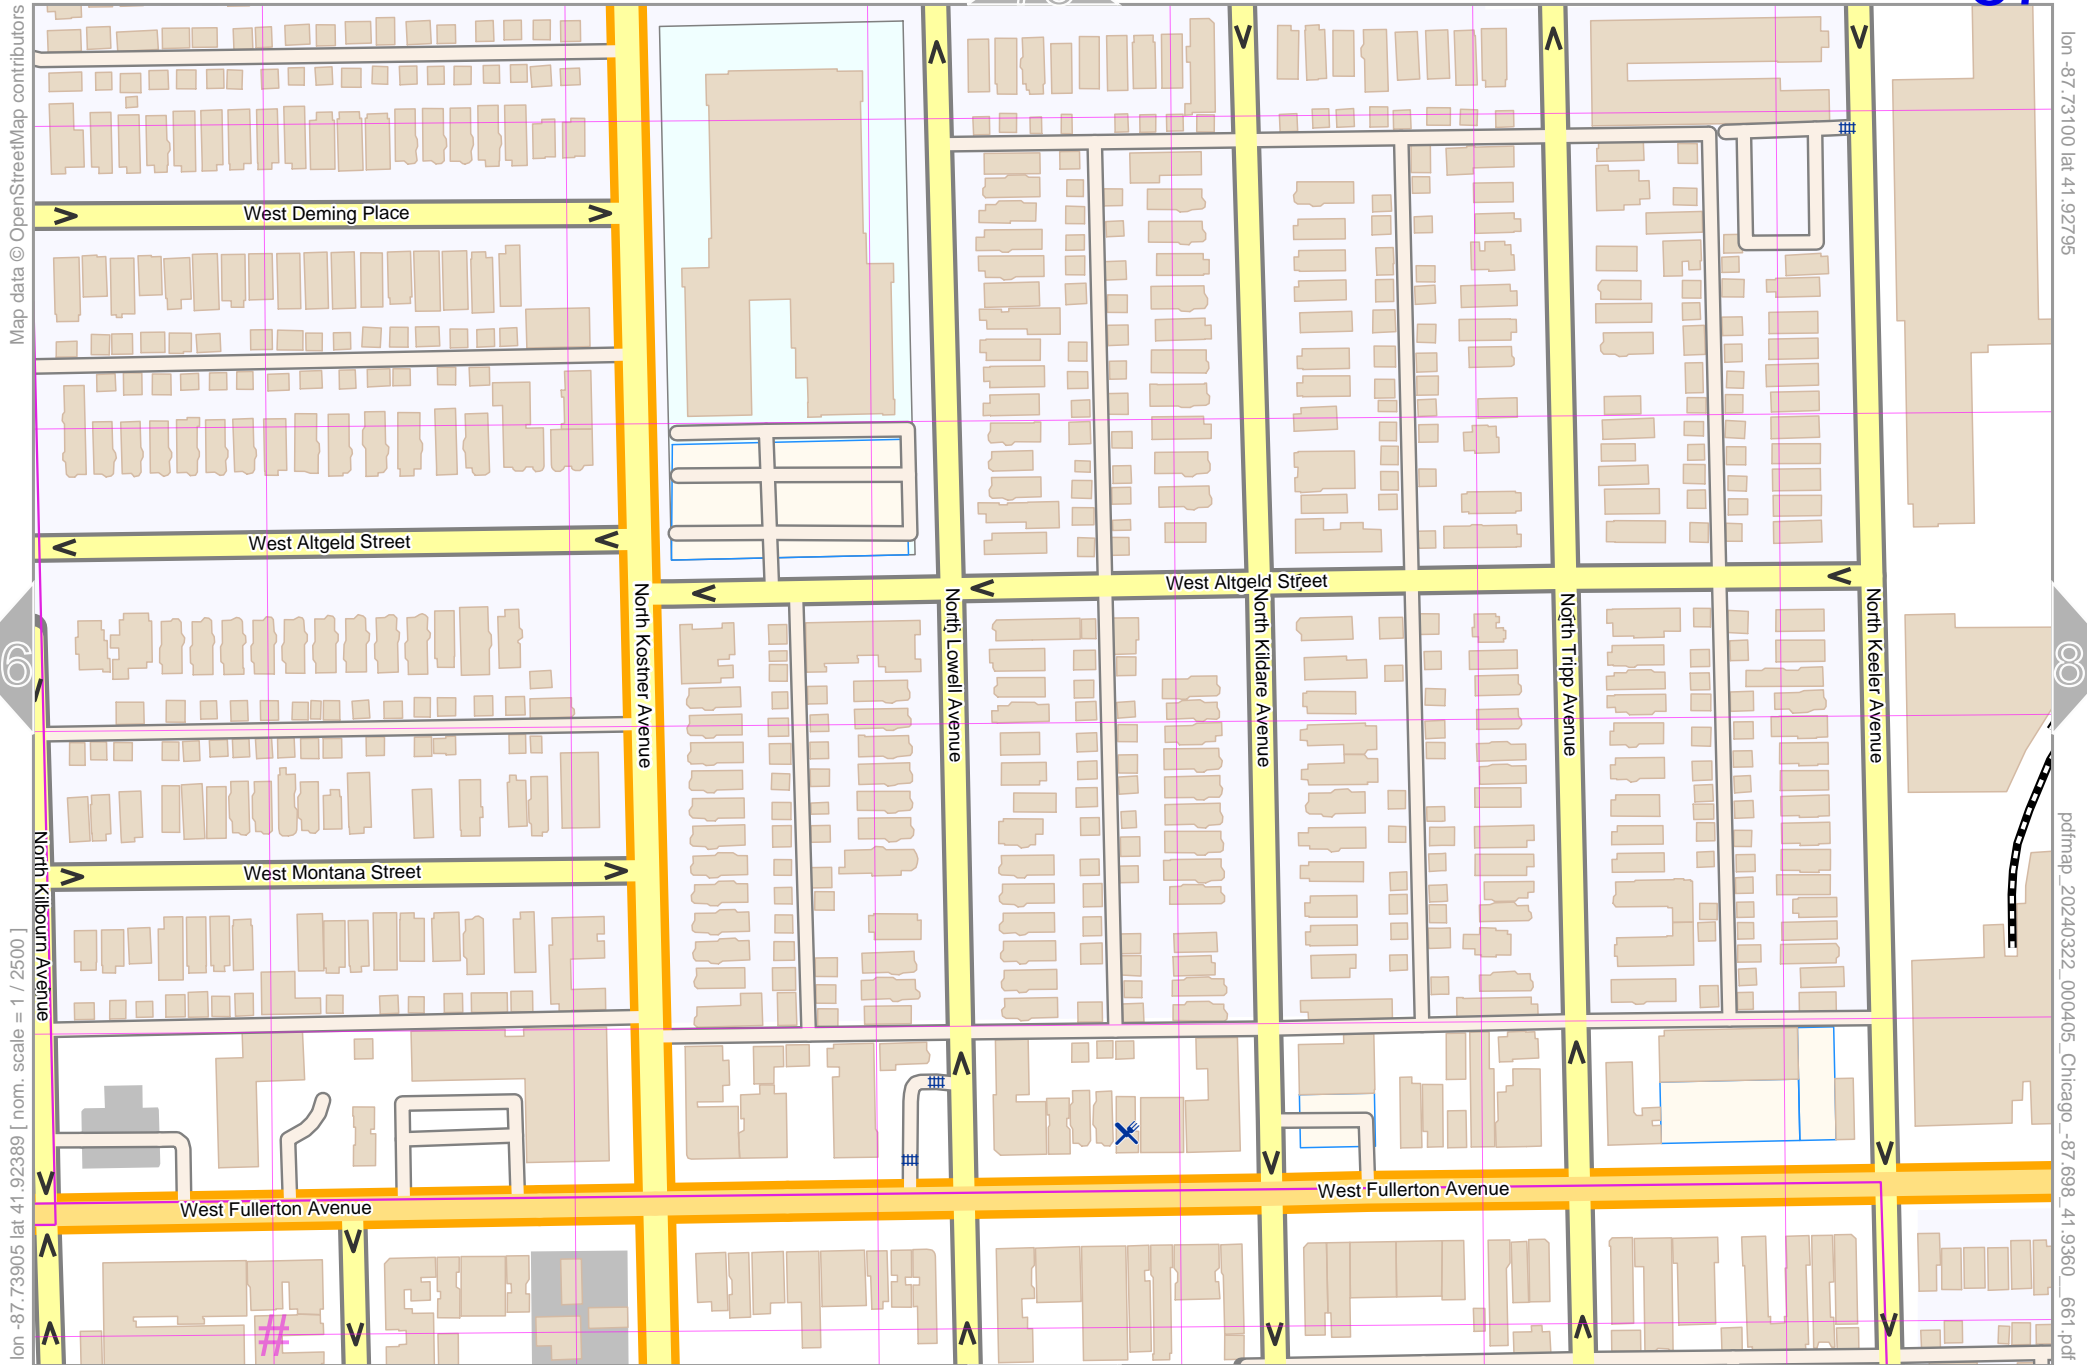 Map data © OpenStreetMap contributors
lon -87.73905 lat 41.92389 [ nom. scale = 1 / 2500 ]
lon -87.73100 lat 41.92795
pdfmap_20240322_000405_Chicago_-87.698_41.9360__661.pdf
6
8
West Deming Place
West Altgeld Street
West Altgeld Street
North Kostner Avenue
North Lowell Avenue
North Kildare Avenue
North Tripp Avenue
North Keeler Avenue
West Montana Street
North Kilbourn Avenue
West Fullerton Avenue
West Fullerton Avenue
#